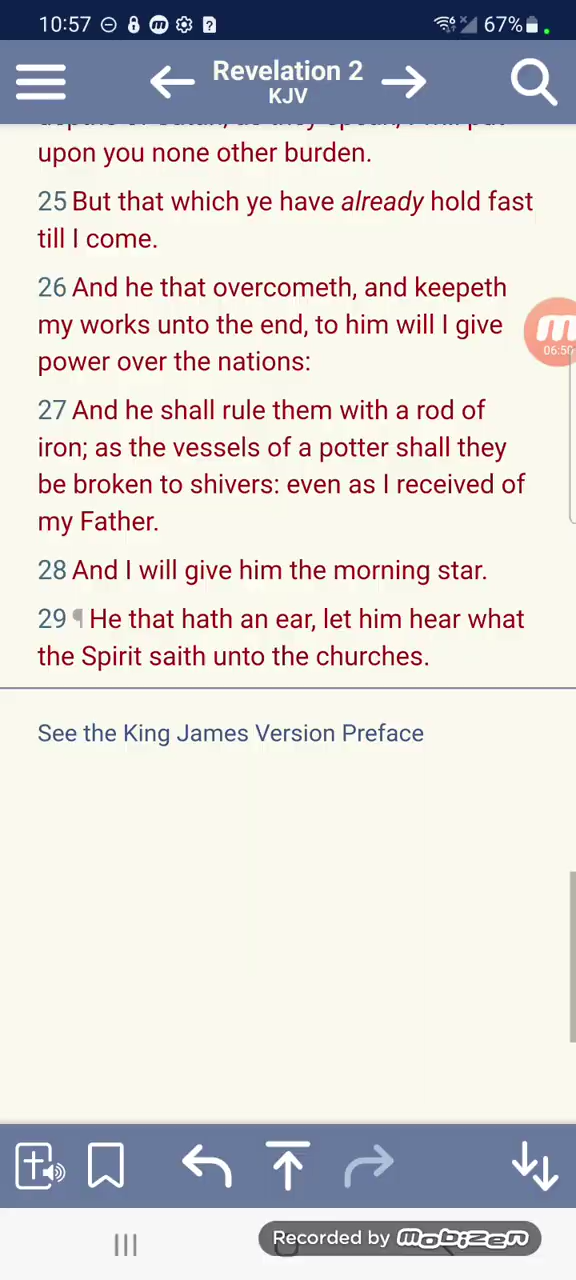 10:57 67%
Revelation 2
KJV
upon you none other burden.
25 But that which ye have already hold fast
till I come.
26 And he that overcometh, and keepeth
my works unto the end, to him will I give
power over the nations:
27 And he shall rule them with a rod of
iron; as the vessels of a potter shall they
be broken to shivers: even as I received of
my Father.
28 And I will give him the morning star.
29 ¶ He that hath an ear, let him hear what
the Spirit saith unto the churches.
06:50
See the King James Version Preface
Recorded by mobizen